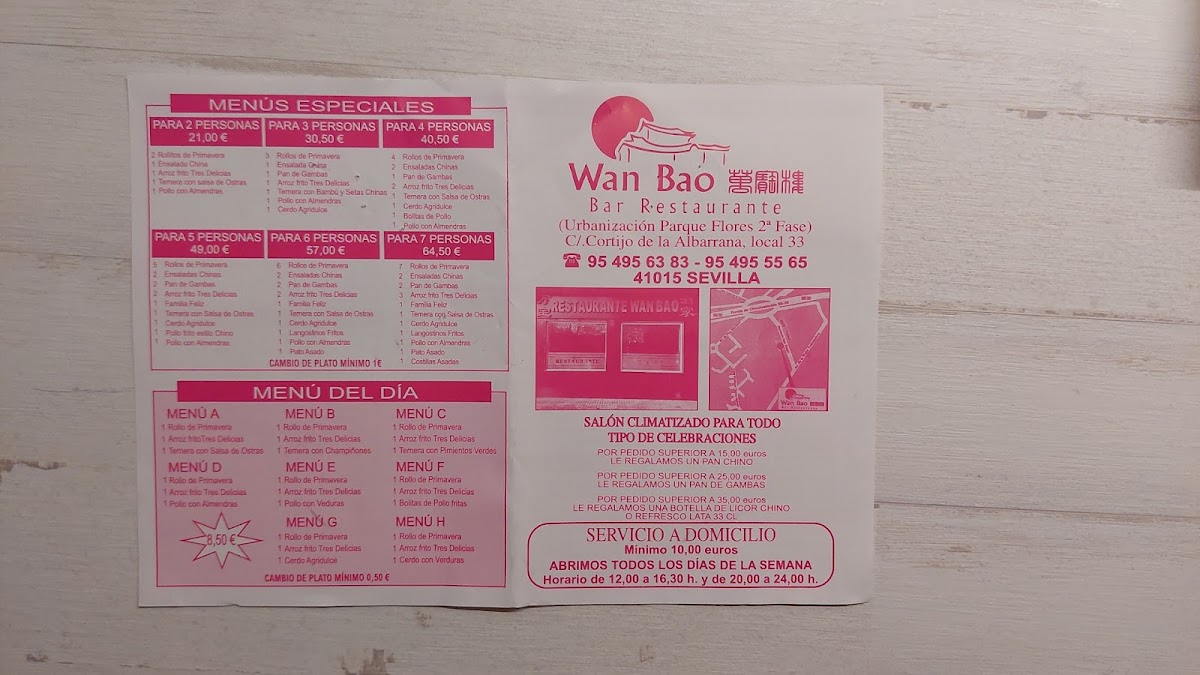 MENÚS ESPECIALES
PARA 2 PERSONAS
21,00 €
2 Rollitos de Primavera
1 Ensalada China
1 Arroz frito Tres Delicias
1 Ternera con salsa de Ostras
1 Pollo con Almendras
PARA 3 PERSONAS
30,50 €
3 Rollos de Primavera
1 Ensalada China
1 Pan de Gambas
1 Arroz frito Tres Delicias
1 Ternera con Bambú y Setas Chinas
1 Pollo con Almendras
1 Cerdo Agridulce
PARA 4 PERSONAS
40,50 €
4 Rollos de Primavera
2 Ensaladas Chinas
1 Pan de Gambas
2 Arroz frito Tres Delicias
1 Ternera con Salsa de Ostras
1 Cerdo Agridulce
1 Bolitas de Pollo
1 Pollo con Almendras
PARA 5 PERSONAS
49,00 €
5 Rollos de Primavera
2 Ensaladas Chinas
2 Pan de Gambas
2 Arroz frito Tres Delicias
1 Familia Feliz
1 Ternera con Salsa de Ostras
1 Cerdo Agridulce
1 Pollo frito estilo Chino
1 Pollo con Almendras
PARA 6 PERSONAS
57,00 €
6 Rollos de Primavera
2 Ensaladas Chinas
2 Pan de Gambas
2 Arroz frito Tres Delicias
1 Familia Feliz
1 Ternera con Salsa de Ostras
1 Cerdo Agridulce
1 Langostinos Fritos
1 Pollo con Almendras
1 Pato Asado
PARA 7 PERSONAS
64,50 €
7 Rollos de Primavera
2 Ensaladas Chinas
2 Pan de Gambas
3 Arroz frito Tres Delicias
1 Familia Feliz
1 Ternera con Salsa de Ostras
1 Cerdo Agridulce
1 Langostinos Fritos
1 Pollo con Almendras
1 Pato Asado
1 Costillas Asadas
CAMBIO DE PLATO MÍNIMO 1€
MENÚ DEL DÍA
MENÚ A
1 Rollo de Primavera
1 Arroz fritoTres Delicias
1 Ternera con Salsa de Ostras
MENÚ B
1 Rollo de Primavera
1 Arroz frito Tres Delicias
1 Ternera con Champiñones
MENÚ C
1 Rollo de Primavera
1 Arroz frito Tres Delicias
1 Ternera con Pimientos Verdes
MENÚ D
1 Rollo de Primavera
1 Arroz frito Tres Delicias
1 Pollo con Almendras
MENÚ E
1 Rollo de Primavera
1 Arroz frito Tres Delicias
1 Pollo con Veduras
MENÚ F
1 Rollo de Primavera
1 Arroz frito Tres Delicias
1 Bolitas de Pollo fritas
8,50 €
MENÚ G
1 Rollo de Primavera
1 Arroz frito Tres Delicias
1 Cerdo Agridulce
MENÚ H
1 Rollo de Primavera
1 Arroz frito Tres Delicias
1 Cerdo con Verduras
CAMBIO DE PLATO MÍNIMO 0,50 €
Wan Bao 萬寶樓
Bar Restaurante
(Urbanización Parque Flores 2ª Fase)
C/.Cortijo de la Albarrana, local 33
☎ 95 495 63 83 - 95 495 55 65
41015 SEVILLA
RESTAURANTE WAN BAO
RESTAURANTE
Wan Bao
SALÓN CLIMATIZADO PARA TODO
TIPO DE CELEBRACIONES
POR PEDIDO SUPERIOR A 15,00 euros
LE REGALAMOS UN PAN CHINO
POR PEDIDO SUPERIOR A 25,00 euros
LE REGALAMOS UN PAN DE GAMBAS
POR PEDIDO SUPERIOR A 35,00 euros
LE REGALAMOS UNA BOTELLA DE LICOR CHINO
O REFRESCO LATA 33 CL
SERVICIO A DOMICILIO
Mínimo 10,00 euros
ABRIMOS TODOS LOS DÍAS DE LA SEMANA
Horario de 12,00 a 16,30 h. y de 20,00 a 24,00 h.